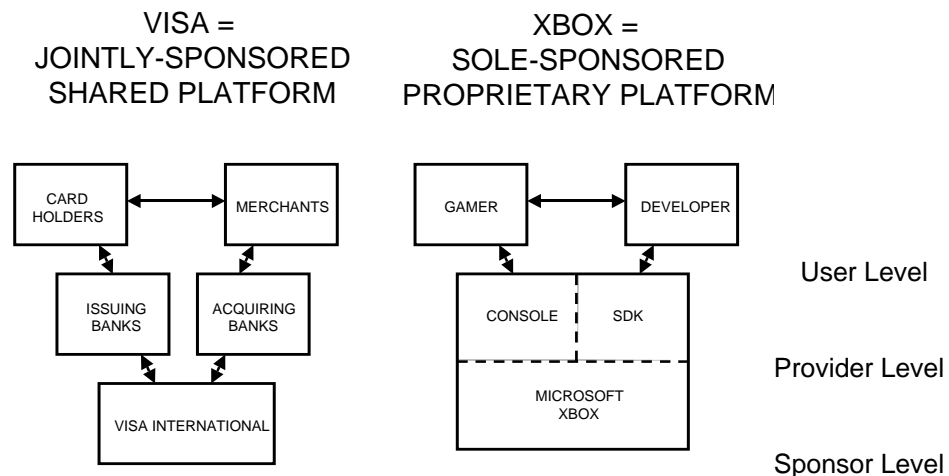 VISA =
JOINTLY-SPONSORED
SHARED PLATFORM
XBOX =
SOLE-SPONSORED
PROPRIETARY PLATFORM
CARD
HOLDERS
MERCHANTS
GAMER
DEVELOPER
User Level
ISSUING
BANKS
ACQUIRING
BANKS
CONSOLE
SDK
Provider Level
VISA INTERNATIONAL
MICROSOFT
XBOX
Sponsor Level